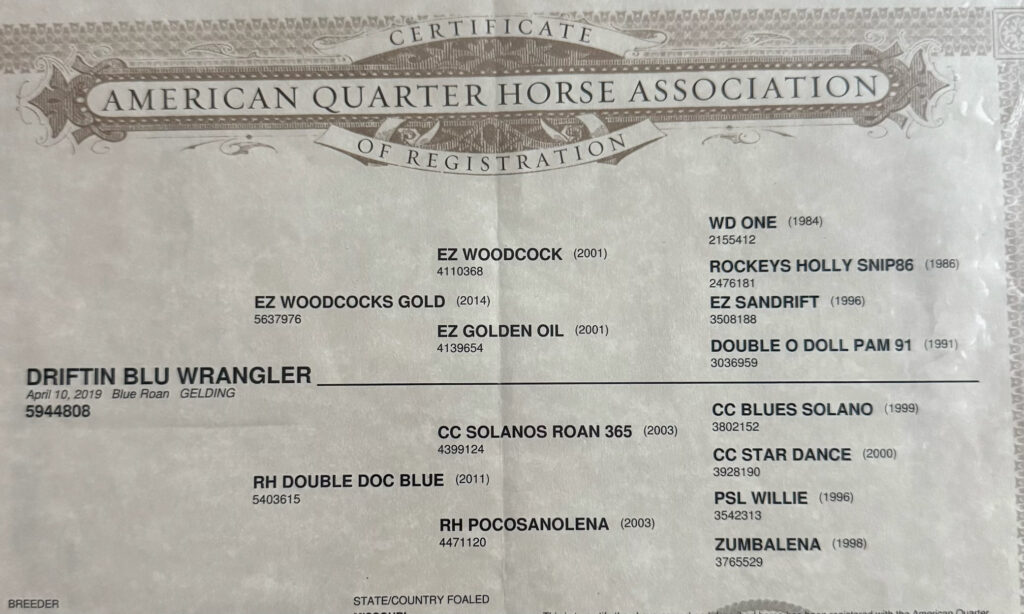 CERTIFICATE
AMERICAN QUARTER HORSE ASSOCIATION
OF REGISTRATION
WD ONE (1984)
2155412
EZ WOODCOCK (2001)
4110368
ROCKEYS HOLLY SNIP86 (1986)
2476181
EZ WOODCOCKS GOLD (2014)
5637976
EZ SANDRIFT (1996)
3508188
EZ GOLDEN OIL (2001)
4139654
DOUBLE O DOLL PAM 91 (1991)
3036959
DRIFTIN BLU WRANGLER
April 10, 2019 Blue Roan GELDING
5944808
CC BLUES SOLANO (1999)
3802152
CC SOLANOS ROAN 365 (2003)
4399124
CC STAR DANCE (2000)
3928190
RH DOUBLE DOC BLUE (2011)
5403615
PSL WILLIE (1996)
3542313
RH POCOSANOLENA (2003)
4471120
ZUMBALENA (1998)
3765529
BREEDER
STATE/COUNTRY FOALED
MISSOURI